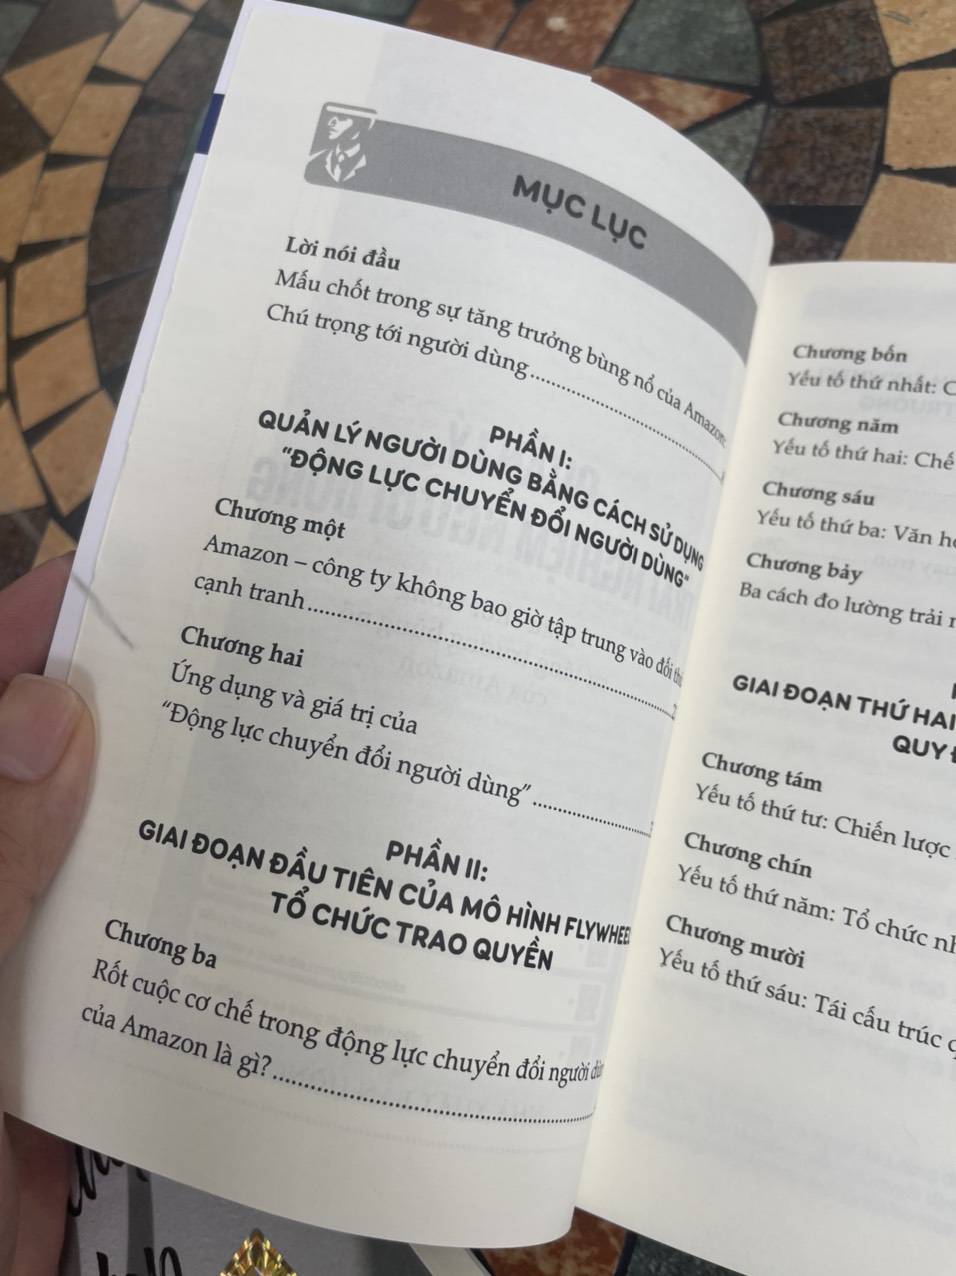 MỤC LỤC
Lời nói đầu
Mấu chốt trong sự tăng trưởng bùng nổ của Amazon:
Chú trọng tới người dùng
PHẦN I:
QUẢN LÝ NGƯỜI DÙNG BẰNG CÁCH SỬ DỤNG
"ĐỘNG LỰC CHUYỂN ĐỔI NGƯỜI DÙNG"
Chương một
Amazon – công ty không bao giờ tập trung vào đối
cạnh tranh
Chương hai
Ứng dụng và giá trị của
"Động lực chuyển đổi người dùng"
PHẦN II:
GIAI ĐOẠN ĐẦU TIÊN CỦA MÔ HÌNH FLYWHEEL
TỔ CHỨC TRAO QUYỀN
Chương ba
Rốt cuộc cơ chế trong động lực chuyển đổi người
của Amazon là gì?
Chương bốn
Yếu tố thứ nhất:
Chương năm
Yếu tố thứ hai: Chế
Chương sáu
Yếu tố thứ ba: Văn
Chương bảy
Ba cách đo lường trải
GIAI ĐOẠN THỨ HAI
QUY
Chương tám
Yếu tố thứ tư: Chiến lược
Chương chín
Yếu tố thứ năm: Tổ chức
Chương mười
Yếu tố thứ sáu: Tái cấu trúc